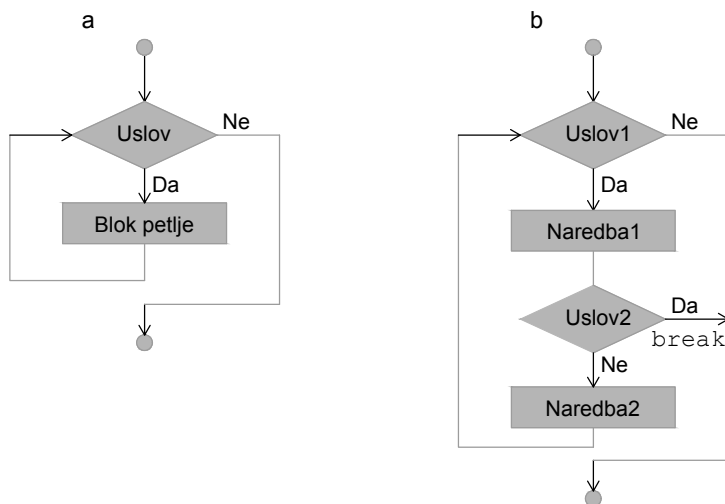 a
Uslov
Ne
Da
Blok petlje
b
Uslov1
Ne
Da
Naredba1
Uslov2
Da
break
Ne
Naredba2